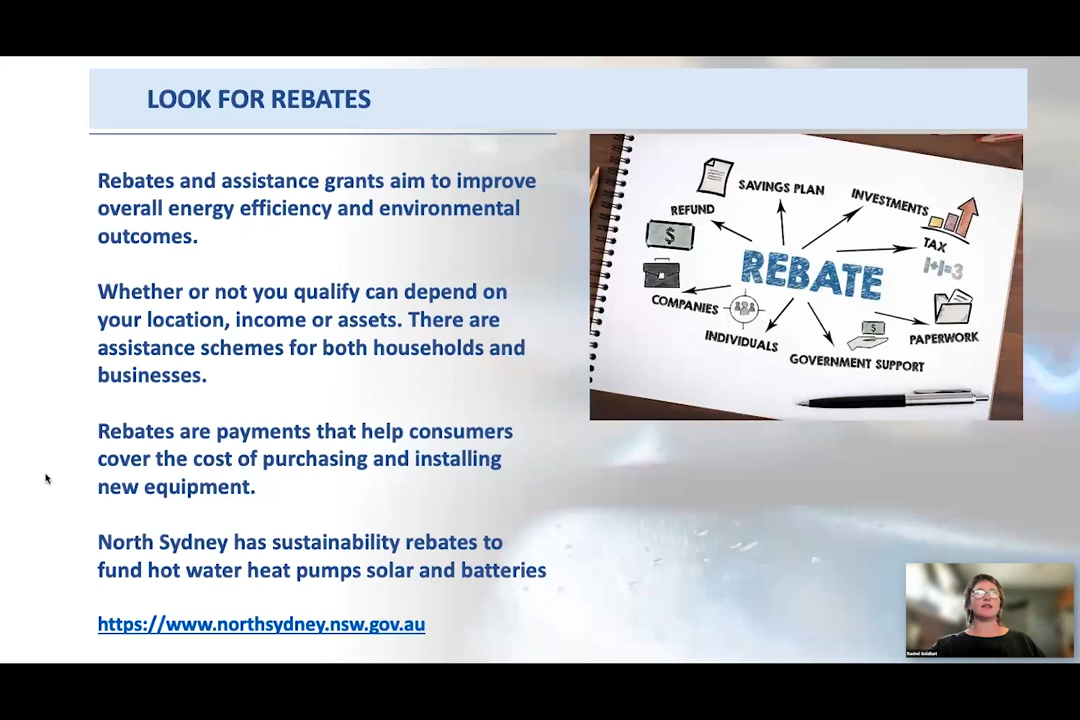 LOOK FOR REBATES
Rebates and assistance grants aim to improve
overall energy efficiency and environmental
outcomes.
Whether or not you qualify can depend on
your location, income or assets. There are
assistance schemes for both households and
businesses.
Rebates are payments that help consumers
cover the cost of purchasing and installing
new equipment.
North Sydney has sustainability rebates to
fund hot water heat pumps solar and batteries
https://www.northsydney.nsw.gov.au
SAVINGS PLAN
INVESTMENTS
REFUND
TAX
$
1+1=3
REBATE
COMPANIES
$
INDIVIDUALS
PAPERWORK
GOVERNMENT SUPPORT